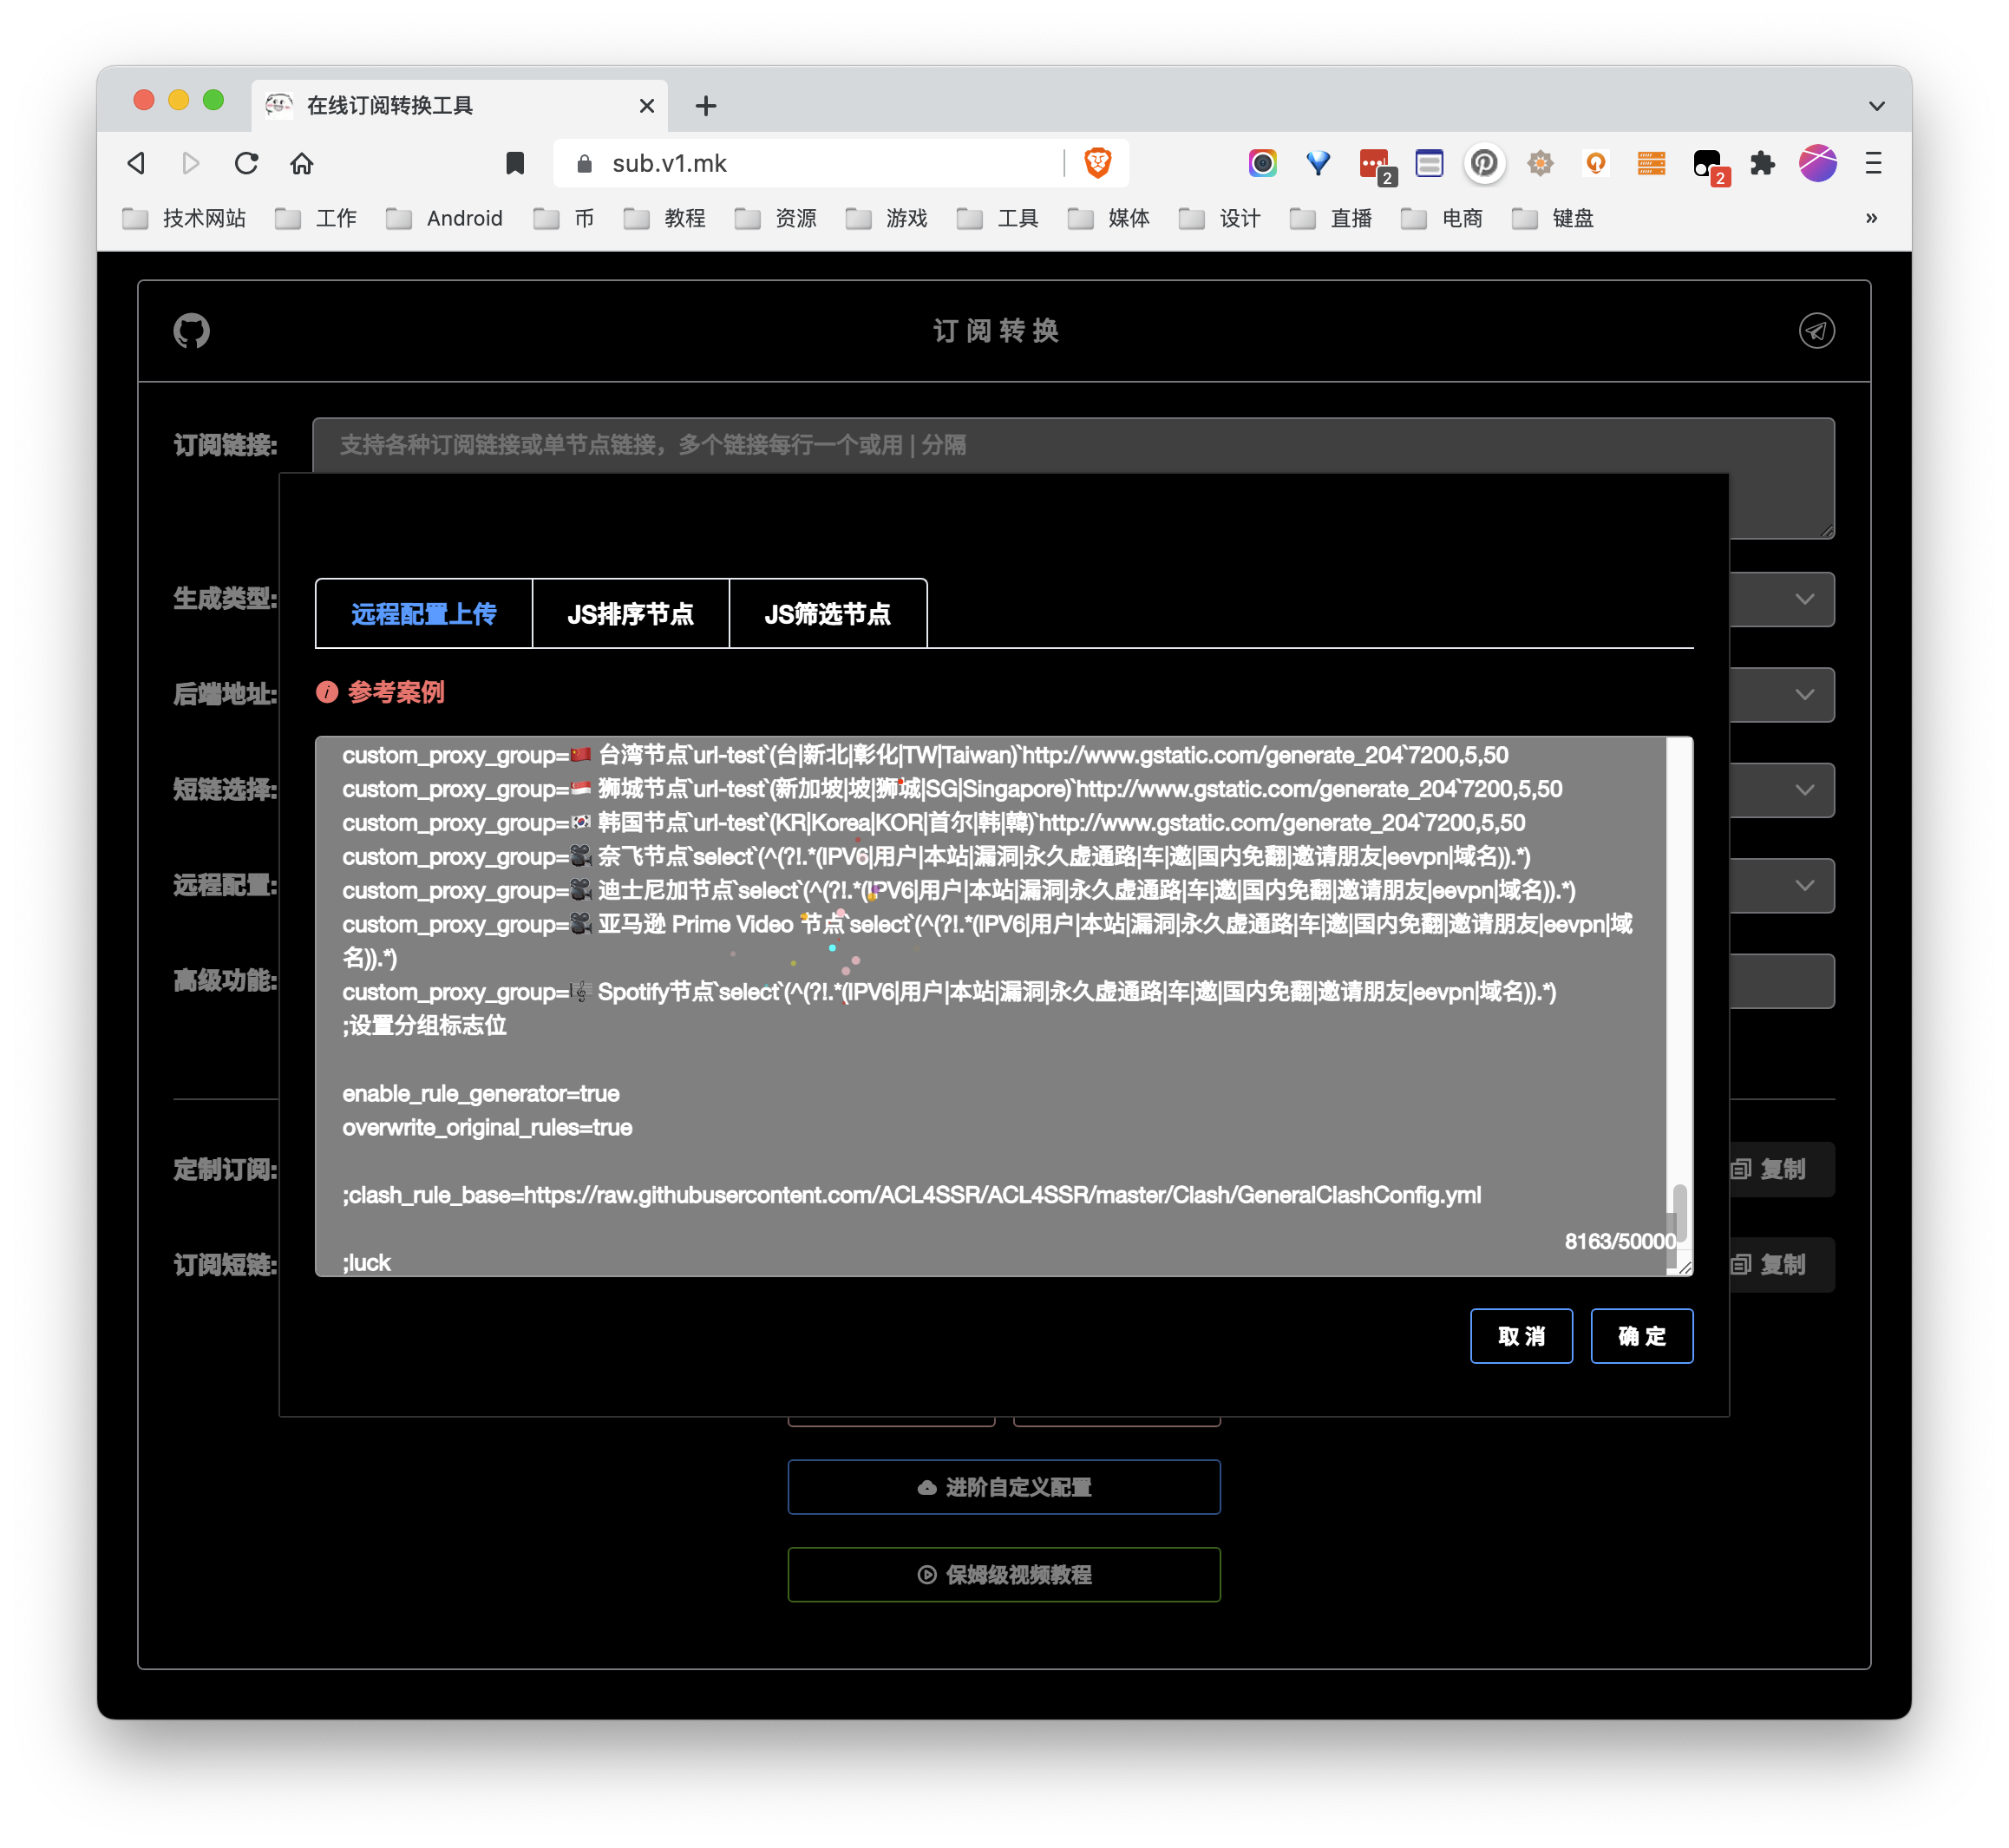 在线订阅转换工具
sub.v1.mk
2
2
技术网站 工作 Android 币 教程 资源 游戏 工具 媒体 设计 直播 电商 键盘 »
订 阅 转 换
订阅链接:
支持各种订阅链接或单节点链接，多个链接每行一个或用 | 分隔
生成类型:
后端地址:
短链选择:
远程配置:
高级功能:
定制订阅:
复制
订阅短链:
复制
远程配置上传 JS排序节点 JS筛选节点
参考案例
custom_proxy_group=🇨🇳 台湾节点`url-test`(台|新北|彰化|TW|Taiwan)`http://www.gstatic.com/generate_204`7200,5,50
custom_proxy_group=🇸🇬 狮城节点`url-test`(新加坡|坡|狮城|SG|Singapore)`http://www.gstatic.com/generate_204`7200,5,50
custom_proxy_group=🇰🇷 韩国节点`url-test`(KR|Korea|KOR|首尔|韩|韓)`http://www.gstatic.com/generate_204`7200,5,50
custom_proxy_group=🎥 奈飞节点`select`(^(?!.*(IPV6|用户|本站|漏洞|永久虚通路|车|邀|国内免翻|邀请朋友|eevpn|域名)).*)
custom_proxy_group=🎥 迪士尼加节点`select`(^(?!.*(IPV6|用户|本站|漏洞|永久虚通路|车|邀|国内免翻|邀请朋友|eevpn|域名)).*)
custom_proxy_group=🎥 亚马逊 Prime Video 节点`select`(^(?!.*(IPV6|用户|本站|漏洞|永久虚通路|车|邀|国内免翻|邀请朋友|eevpn|域
名)).*)
custom_proxy_group=🎼 Spotify节点`select`(^(?!.*(IPV6|用户|本站|漏洞|永久虚通路|车|邀|国内免翻|邀请朋友|eevpn|域名)).*)
;设置分组标志位
enable_rule_generator=true
overwrite_original_rules=true
;clash_rule_base=https://raw.githubusercontent.com/ACL4SSR/ACL4SSR/master/Clash/GeneralClashConfig.yml
8163/50000
;luck
取 消 确 定
进阶自定义配置
保姆级视频教程